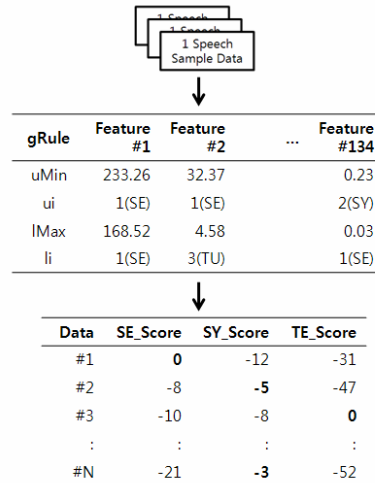 1 Speech
1 Speech
1 Speech
Sample Data
gRule Feature #1 Feature #2 ... Feature #134
uMin 233.26 32.37 0.23
ui 1(SE) 1(SE) 2(SY)
lMax 168.52 4.58 0.03
li 1(SE) 3(TU) 1(SE)
Data SE_Score SY_Score TE_Score
#1 0 -12 -31
#2 -8 -5 -47
#3 -10 -8 0
: : : :
#N -21 -3 -52